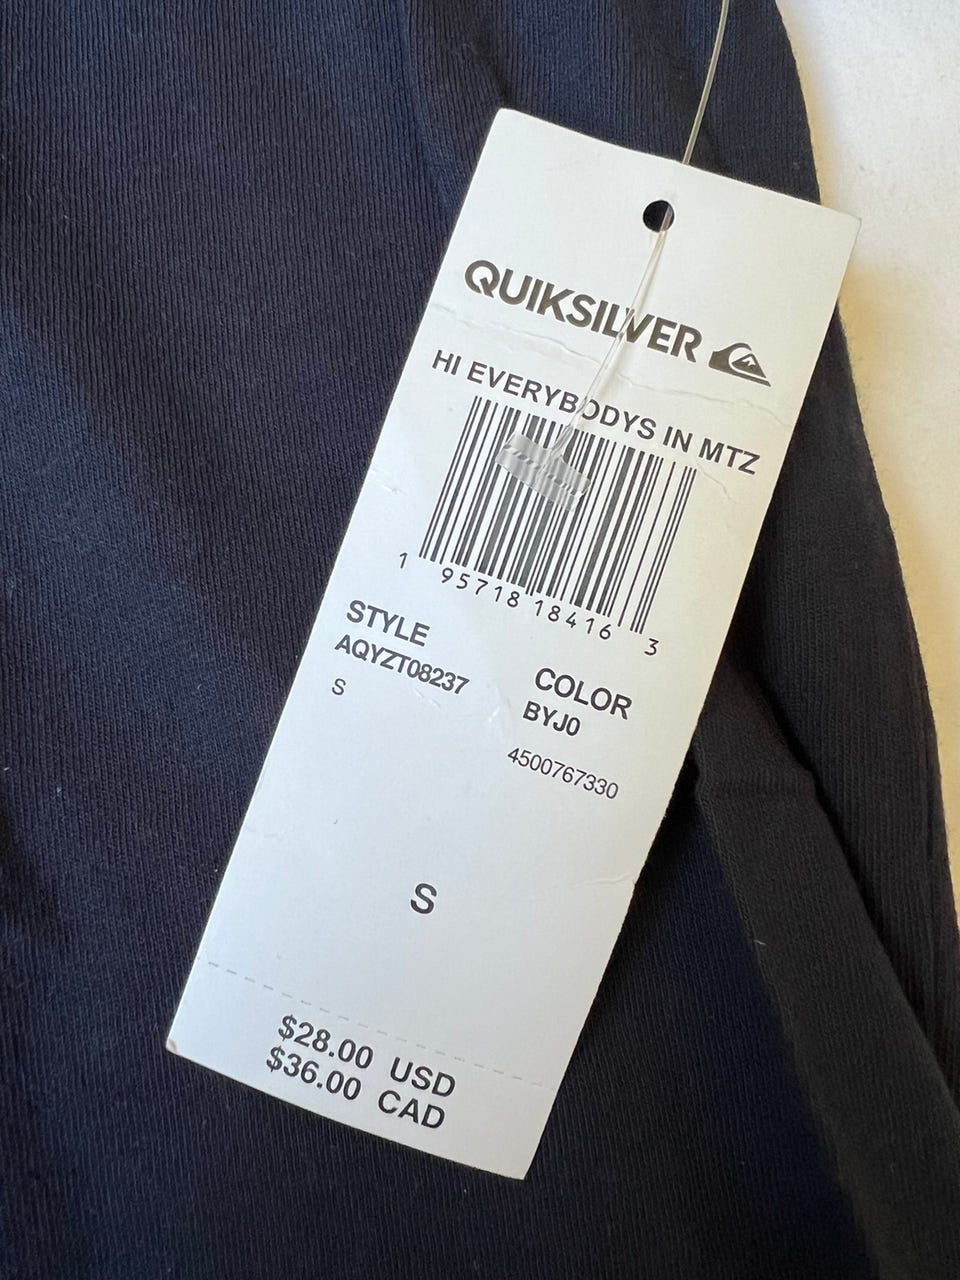 QUIKSILVER
HI EVERYBODYS IN MTZ
1 95718 18416 3
STYLE
AQYZT08237
S
COLOR
BYJ0
4500767330
S
$28.00 USD
$36.00 CAD